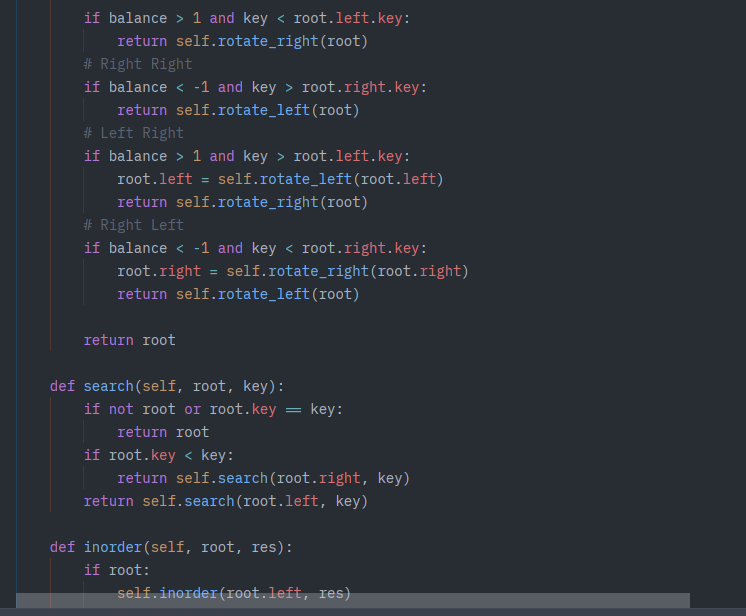 if balance > 1 and key < root.left.key:
return self.rotate_right(root)
# Right Right
if balance < -1 and key > root.right.key:
return self.rotate_left(root)
# Left Right
if balance > 1 and key > root.left.key:
root.left = self.rotate_left(root.left)
return self.rotate_right(root)
# Right Left
if balance < -1 and key < root.right.key:
root.right = self.rotate_right(root.right)
return self.rotate_left(root)
return root
def search(self, root, key):
if not root or root.key == key:
return root
if root.key < key:
return self.search(root.right, key)
return self.search(root.left, key)
def inorder(self, root, res):
if root:
self.inorder(root.left, res)